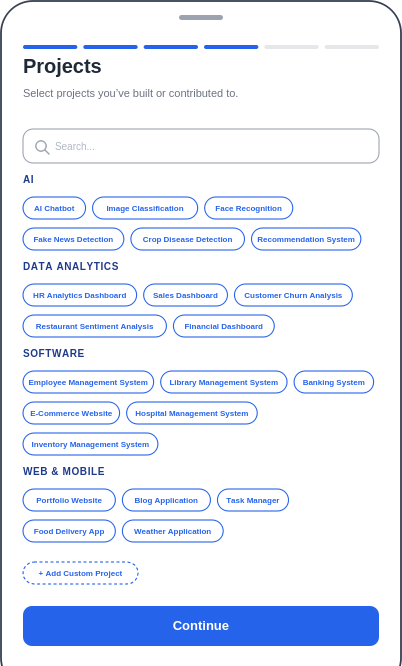 Projects
Select projects you’ve built or contributed to.
Search...
AI
AI Chatbot Image Classification Face Recognition
Fake News Detection Crop Disease Detection Recommendation System
DATA ANALYTICS
HR Analytics Dashboard Sales Dashboard Customer Churn Analysis
Restaurant Sentiment Analysis Financial Dashboard
SOFTWARE
Employee Management System Library Management System Banking System
E-Commerce Website Hospital Management System
Inventory Management System
WEB & MOBILE
Portfolio Website Blog Application Task Manager
Food Delivery App Weather Application
+ Add Custom Project
Continue